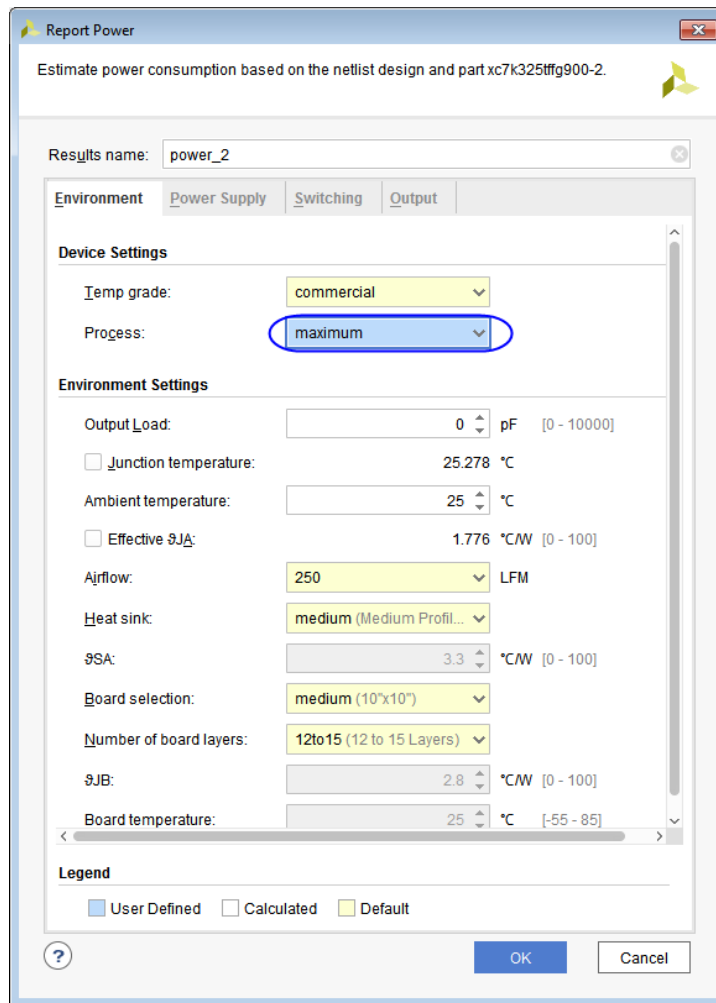 Report Power
Estimate power consumption based on the netlist design and part xc7k325tffg900-2.
Results name: power_2
Environment Power Supply Switching Output
Device Settings
Temp grade: commercial
Process: maximum
Environment Settings
Output Load: 0 pF [0 - 10000]
Junction temperature: 25.278 °C
Ambient temperature: 25 °C
Effective ϑJA: 1.776 °C/W [0 - 100]
Airflow: 250 LFM
Heat sink: medium (Medium Profil...
ϑSA: 3.3 °C/W [0 - 100]
Board selection: medium (10"x10")
Number of board layers: 12to15 (12 to 15 Layers)
ϑJB: 2.8 °C/W [0 - 100]
Board temperature: 25 °C [-55 - 85]
Legend
User Defined Calculated Default
? OK Cancel